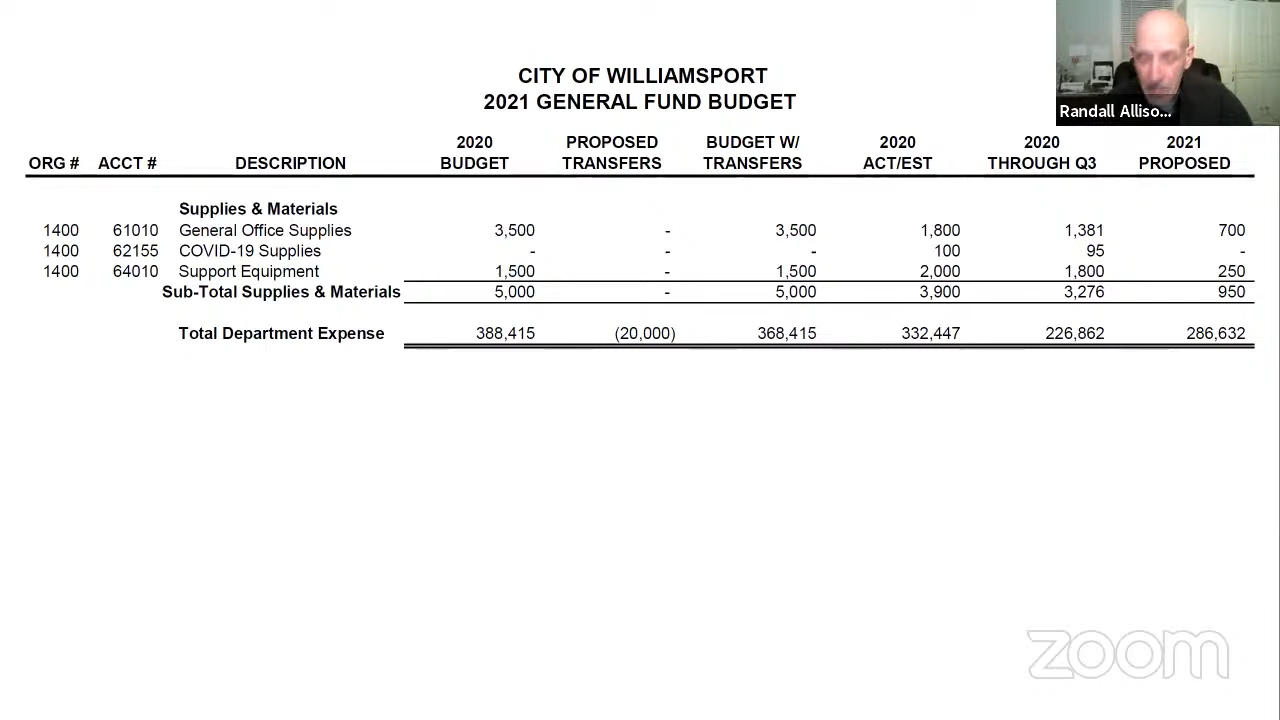 CITY OF WILLIAMSPORT
2021 GENERAL FUND BUDGET
Randall Alliso...
2020 PROPOSED BUDGET W/ 2020 2020 2021
ORG # ACCT # DESCRIPTION BUDGET TRANSFERS TRANSFERS ACT/EST THROUGH Q3 PROPOSED
Supplies & Materials
1400 61010 General Office Supplies 3,500 - 3,500 1,800 1,381 700
1400 62155 COVID-19 Supplies - - - 100 95 -
1400 64010 Support Equipment 1,500 - 1,500 2,000 1,800 250
Sub-Total Supplies & Materials 5,000 - 5,000 3,900 3,276 950
Total Department Expense 388,415 (20,000) 368,415 332,447 226,862 286,632
zoom